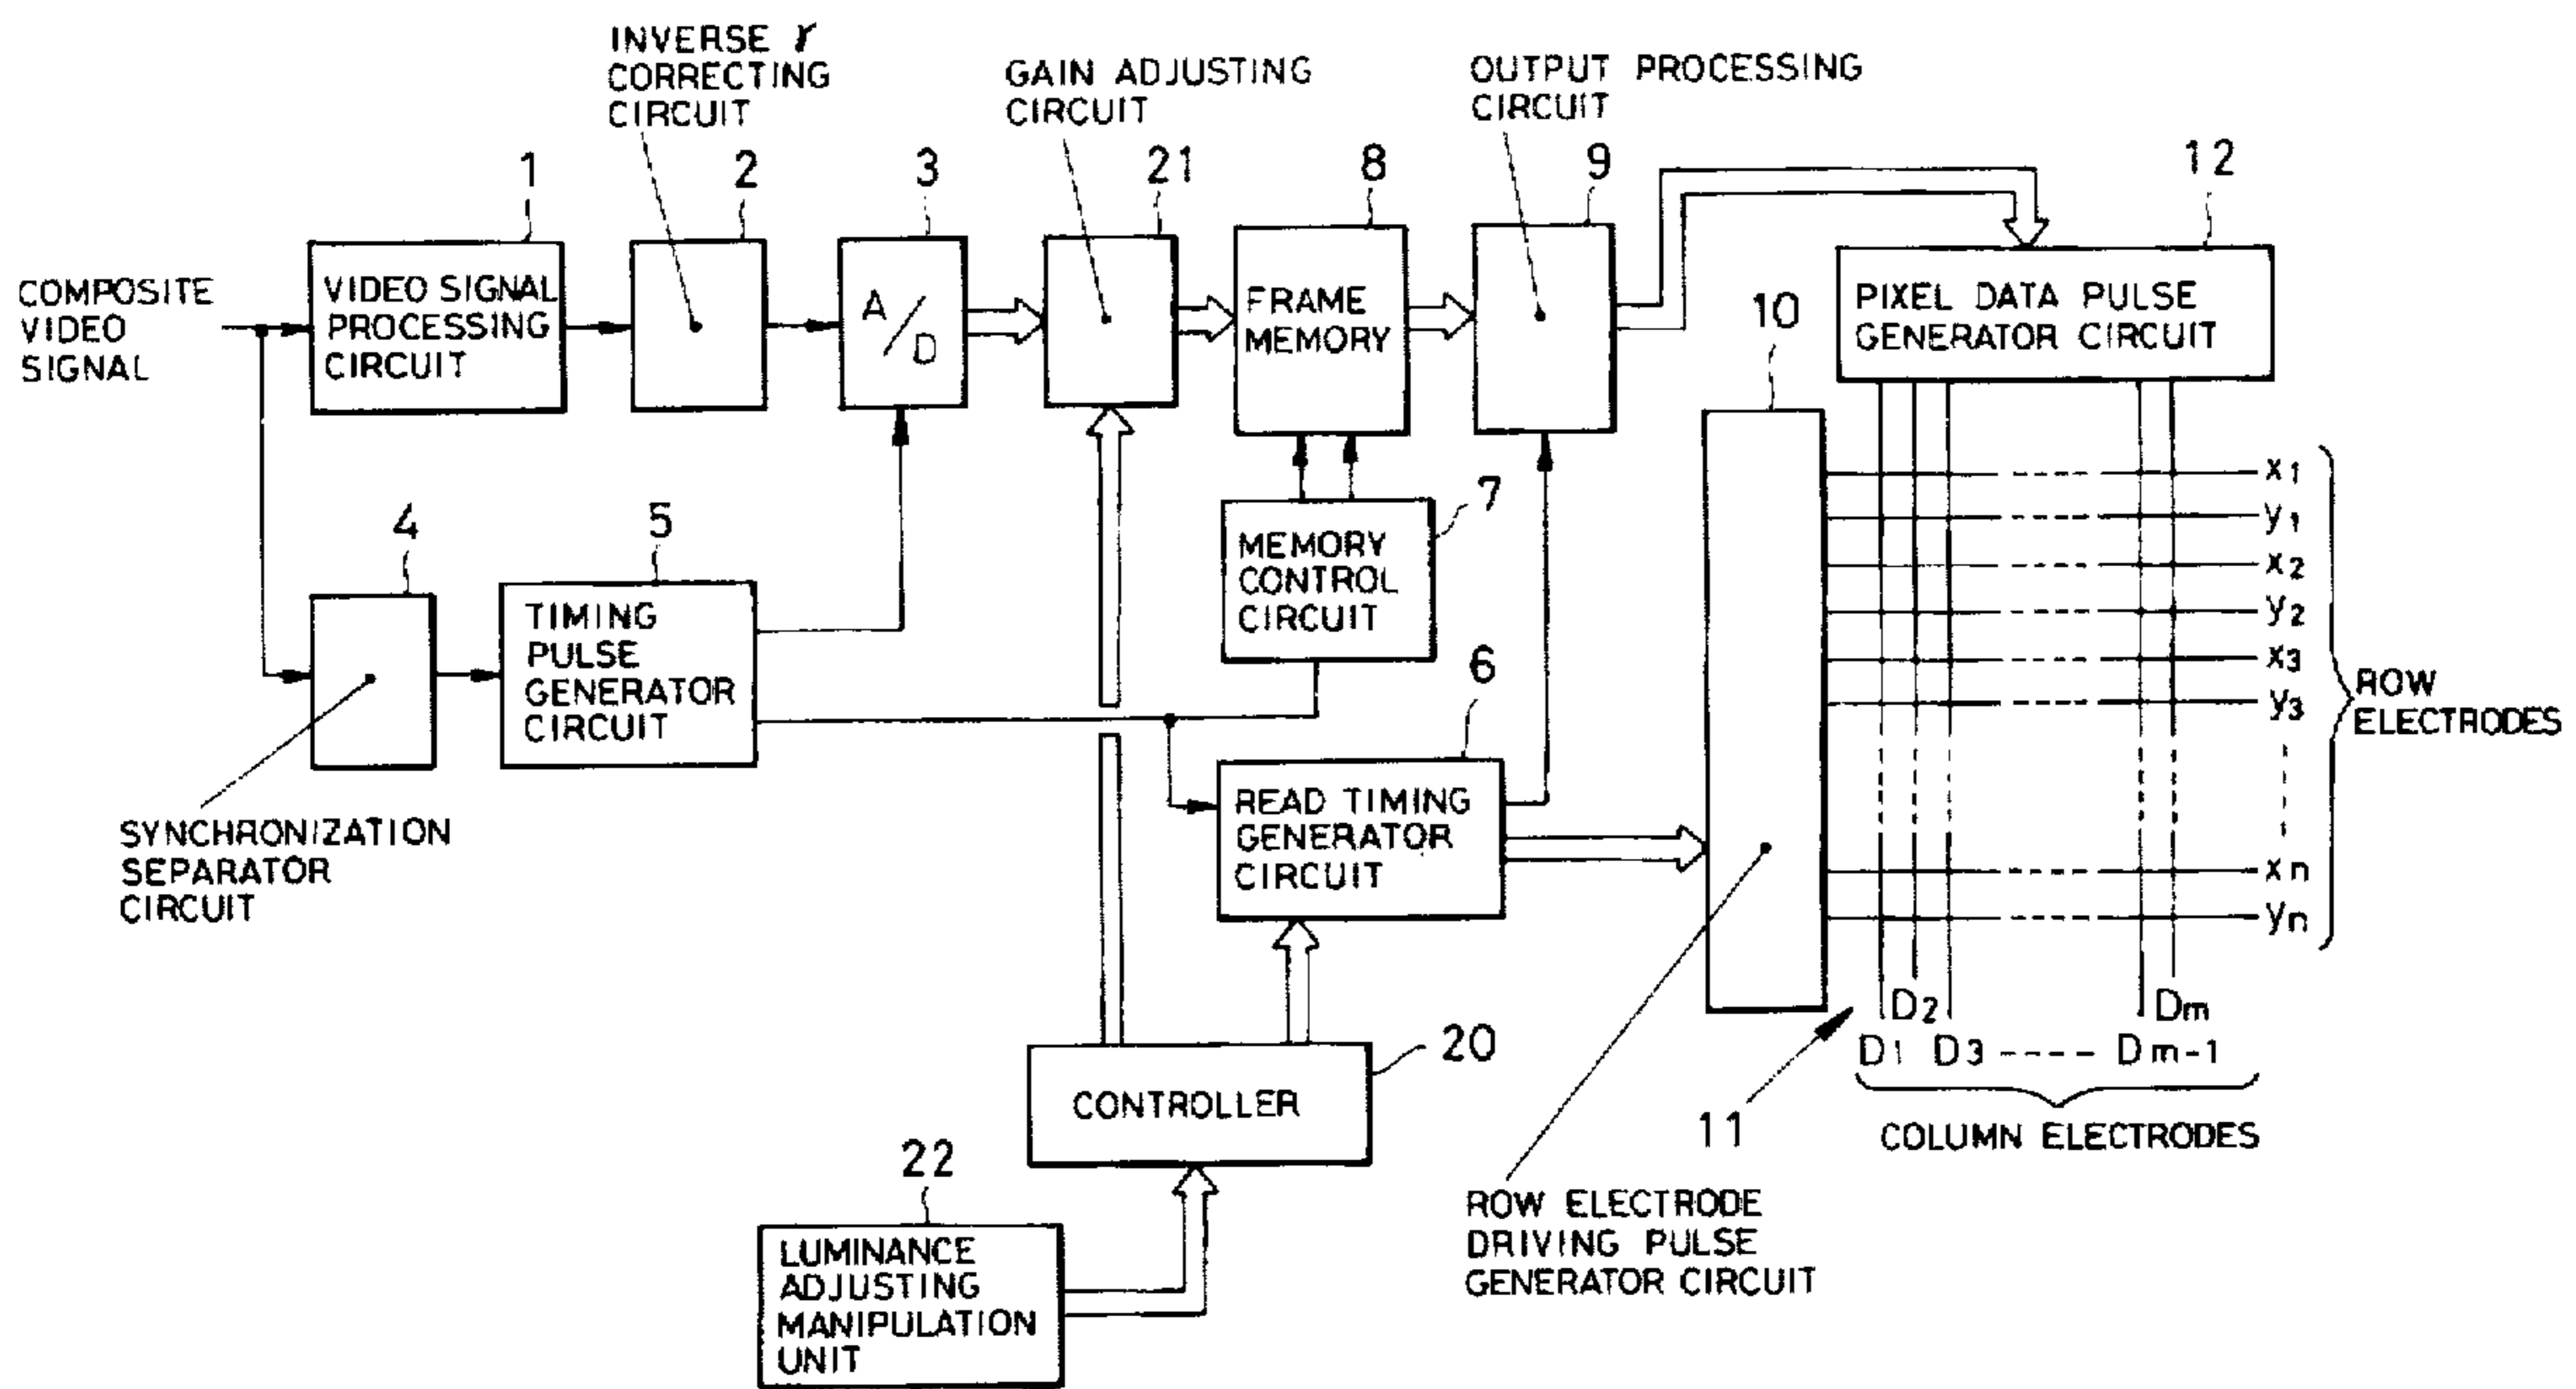 INVERSE γ
CORRECTING
CIRCUIT
GAIN ADJUSTING
CIRCUIT
OUTPUT PROCESSING
CIRCUIT
1
2
3
21
8
9
12
COMPOSITE
VIDEO
SIGNAL
VIDEO SIGNAL
PROCESSING
CIRCUIT
A/D
FRAME
MEMORY
PIXEL DATA PULSE
GENERATOR CIRCUIT
10
4
5
7
TIMING
PULSE
GENERATOR
CIRCUIT
MEMORY
CONTROL
CIRCUIT
6
SYNCHRONIZATION
SEPARATOR
CIRCUIT
READ TIMING
GENERATOR
CIRCUIT
x1
y1
x2
y2
x3
y3
xn
yn
ROW
ELECTRODES
D2
Dm
D1 D3 ---- Dm-1
11
COLUMN ELECTRODES
20
CONTROLLER
22
LUMINANCE
ADJUSTING
MANIPULATION
UNIT
ROW ELECTRODE
DRIVING PULSE
GENERATOR CIRCUIT